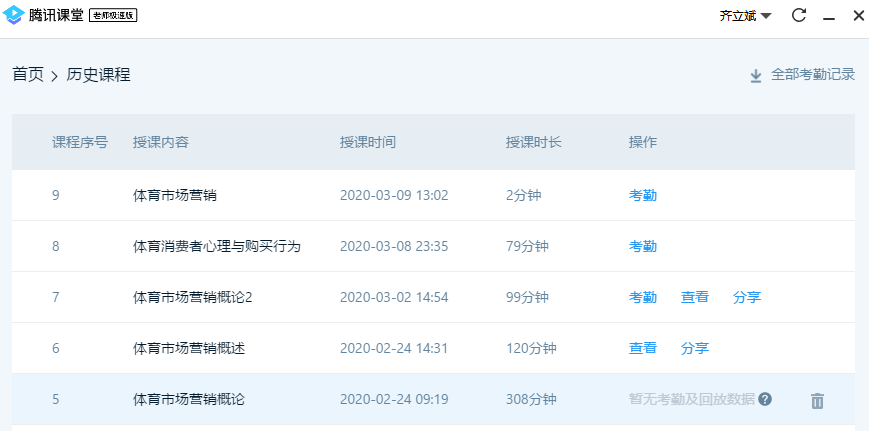 腾讯课堂 老师极速版 齐立斌
首页 > 历史课程 全部考勤记录
课程序号 授课内容 授课时间 授课时长 操作
9 体育市场营销 2020-03-09 13:02 2分钟 考勤
8 体育消费者心理与购买行为 2020-03-08 23:35 79分钟 考勤
7 体育市场营销概论2 2020-03-02 14:54 99分钟 考勤 查看 分享
6 体育市场营销概述 2020-02-24 14:31 120分钟 查看 分享
5 体育市场营销概论 2020-02-24 09:19 308分钟 暂无考勤及回放数据 ?